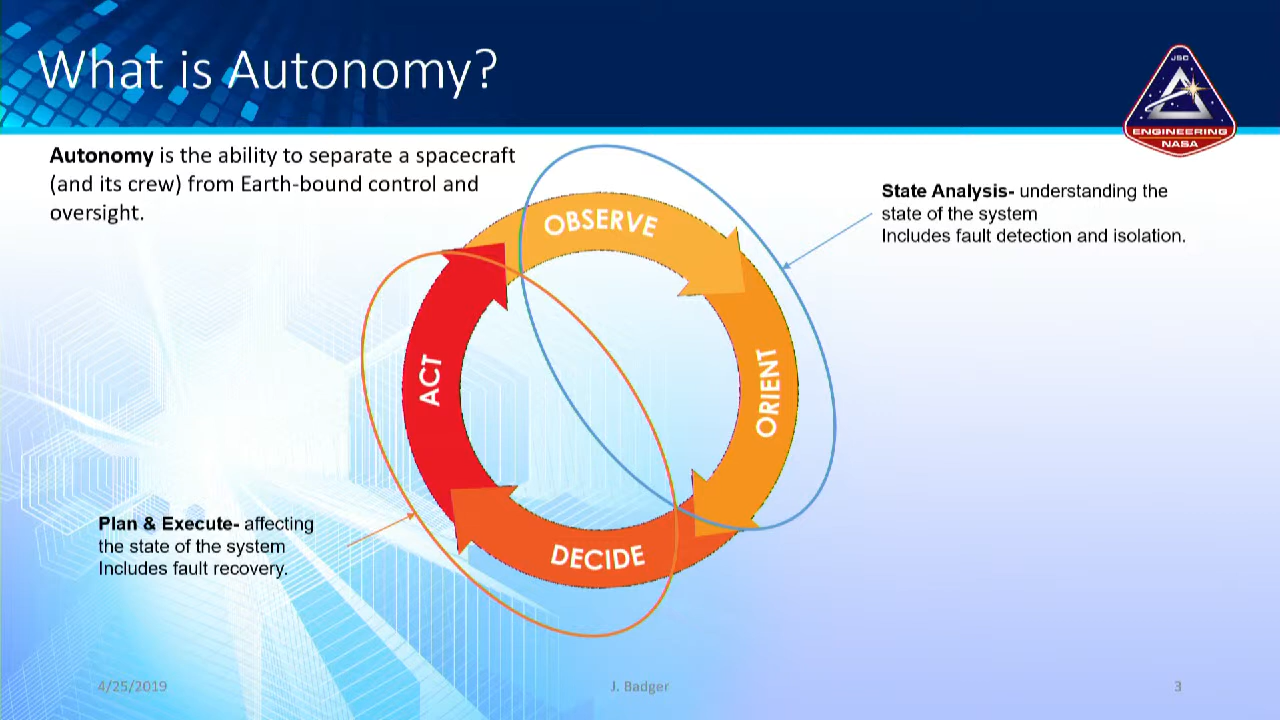 What is Autonomy?
JSC
ENGINEERING
NASA
Autonomy is the ability to separate a spacecraft
(and its crew) from Earth-bound control and
oversight.
State Analysis- understanding the
state of the system
Includes fault detection and isolation.
OBSERVE
ORIENT
DECIDE
ACT
Plan & Execute- affecting
the state of the system
Includes fault recovery.
4/25/2019
J. Badger
3